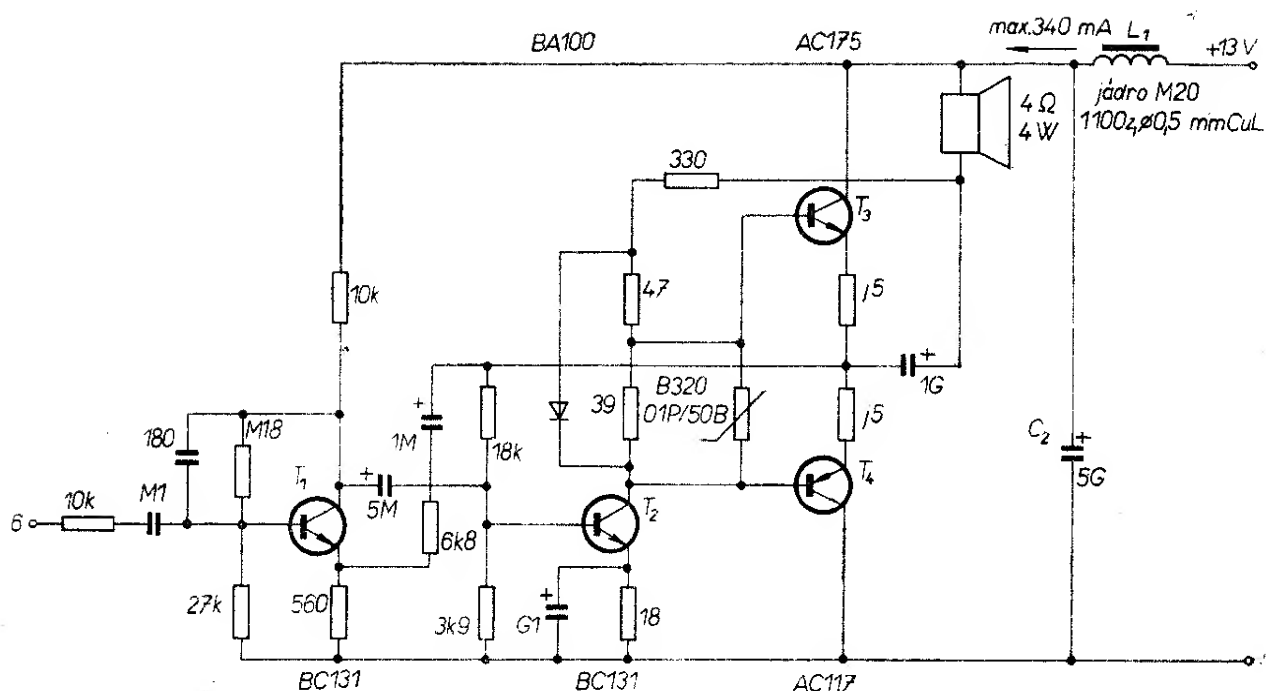 BA100
AC175
max.340 mA
L1
+13 V
jádro M20
1100z,ø0,5 mmCuL
4Ω
4W
330
T3
10k
47
j5
+
1G
B320
01P/50B
39
j5
C2
+
5G
180
M18
+
1M
18k
T1
+
5M
T2
T4
6
10k
M1
6k8
27k
560
3k9
+
G1
18
BC131
BC131
AC117